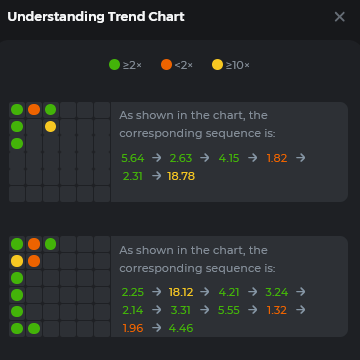 Understanding Trend Chart
≥2× <2× ≥10×
As shown in the chart, the
corresponding sequence is:
5.64 → 2.63 → 4.15 → 1.82 →
2.31 → 18.78
As shown in the chart, the
corresponding sequence is:
2.25 → 18.12 → 4.21 → 3.24 →
2.14 → 3.31 → 5.55 → 1.32 →
1.96 → 4.46